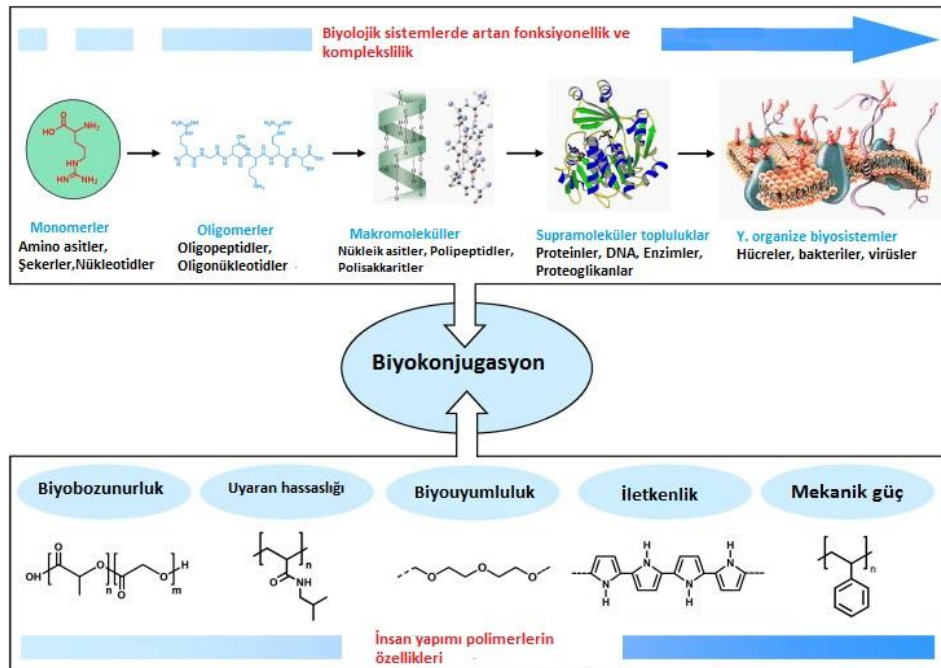 Biyolojik sistemlerde artan fonksiyonellik ve
komplekslilik
Monomerler
Amino asitler,
Şekerler,Nükleotidler
Oligomerler
Oligopeptidler,
Oligonükleotidler
Makromoleküller
Nükleik asitler, Polipeptidler,
Polisakkaritler
Supramoleküler topluluklar
Proteinler, DNA, Enzimler,
Proteoglikanlar
Y. organize biyosistemler
Hücreler, bakteriler, virüsler
Biyokonjugasyon
Biyobozunurluk
Uyaran hassaslığı
Biyouyumluluk
İletkenlik
Mekanik güç
İnsan yapımı polimerlerin
özellikleri